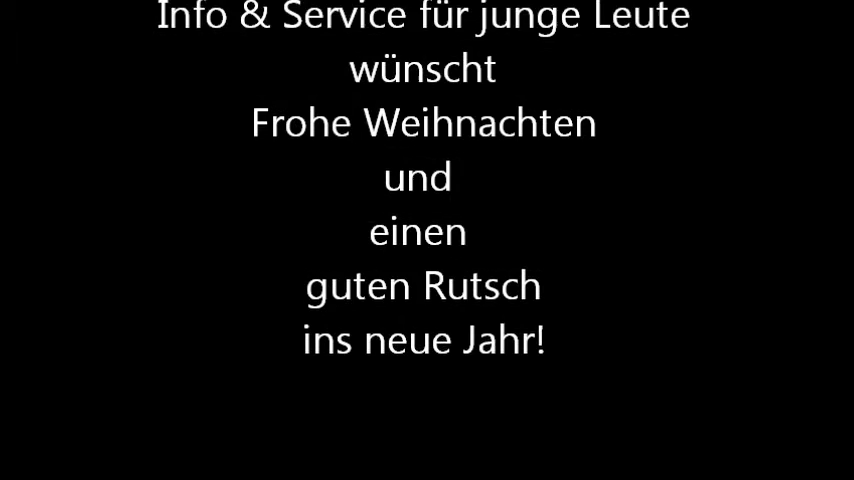 Info & Service für junge Leute
wünscht
Frohe Weihnachten
und
einen
guten Rutsch
ins neue Jahr!